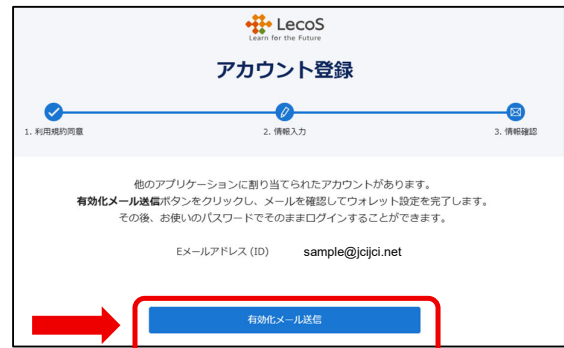 LecoS
Learn for the Future
アカウント登録
1. 利用規約同意
2. 情報入力
3. 情報確認
他のアプリケーションに割り当てられたアカウントがあります。
有効化メール送信ボタンをクリックし、メールを確認してウォレット設定を完了します。
その後、お使いのパスワードでそのままログインすることができます。
Eメールアドレス (ID) sample@jcijci.net
有効化メール送信